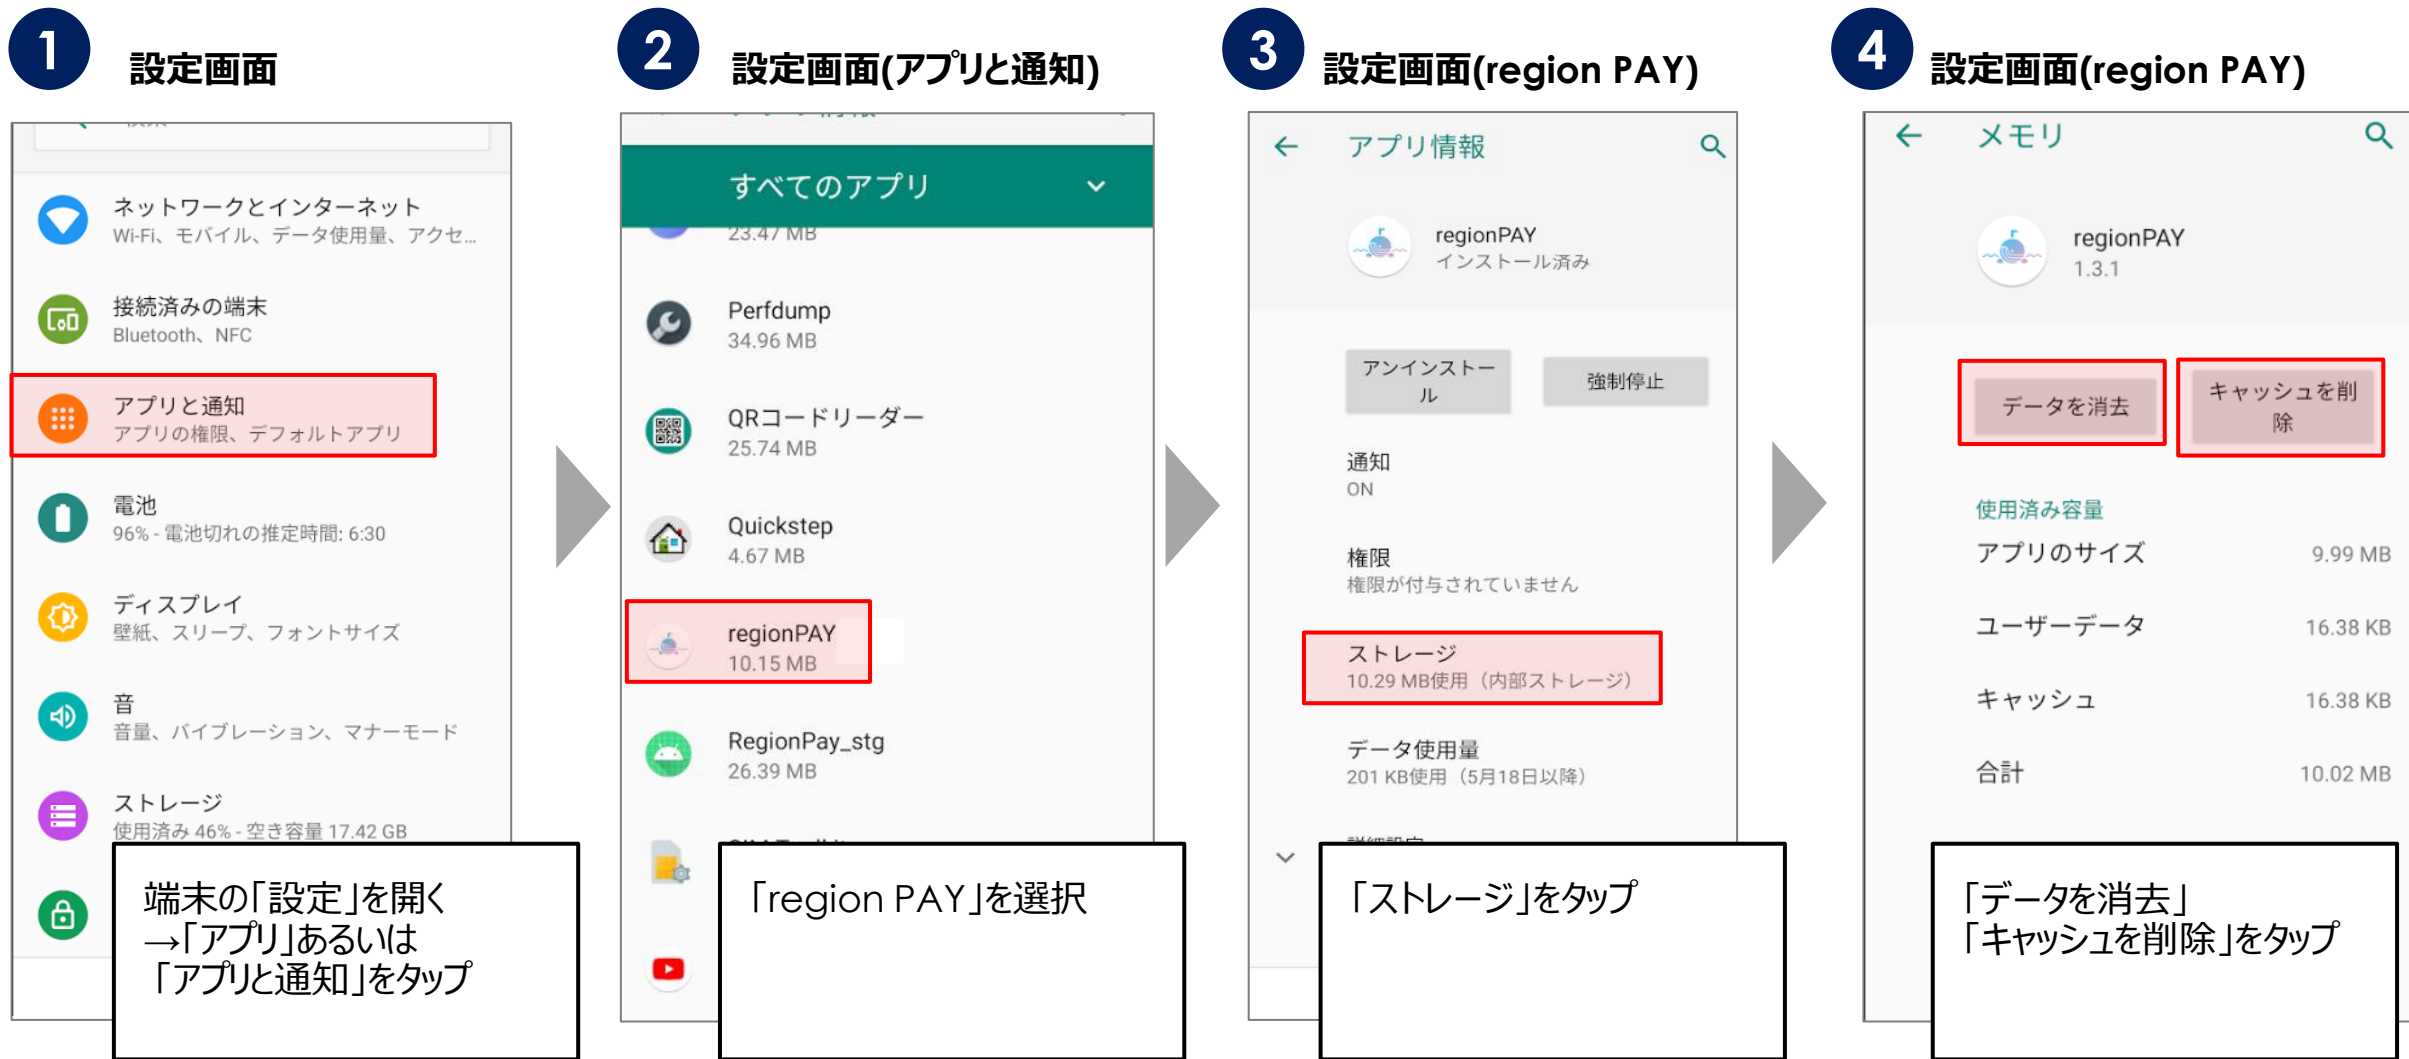 1
設定画面
ネットワークとインターネット
Wi-Fi、モバイル、データ使用量、アクセ...
接続済みの端末
Bluetooth、NFC
アプリと通知
アプリの権限、デフォルトアプリ
電池
96% - 電池切れの推定時間: 6:30
ディスプレイ
壁紙、スリープ、フォントサイズ
音
音量、バイブレーション、マナーモード
ストレージ
使用済み 46% - 空き容量 17.42 GB
端末の「設定」を開く
→「アプリ」あるいは
「アプリと通知」をタップ
2
設定画面(アプリと通知)
すべてのアプリ
23.47 MB
Perfdump
34.96 MB
QRコードリーダー
25.74 MB
Quickstep
4.67 MB
regionPAY
10.15 MB
RegionPay_stg
26.39 MB
「region PAY」を選択
3
設定画面(region PAY)
アプリ情報
regionPAY
インストール済み
アンインストー
ル
強制停止
通知
ON
権限
権限が付与されていません
ストレージ
10.29 MB使用（内部ストレージ）
データ使用量
201 KB使用（5月18日以降）
「ストレージ」をタップ
4
設定画面(region PAY)
メモリ
regionPAY
1.3.1
データを消去
キャッシュを削
除
使用済み容量
アプリのサイズ 9.99 MB
ユーザーデータ 16.38 KB
キャッシュ 16.38 KB
合計 10.02 MB
「データを消去」
「キャッシュを削除」をタップ